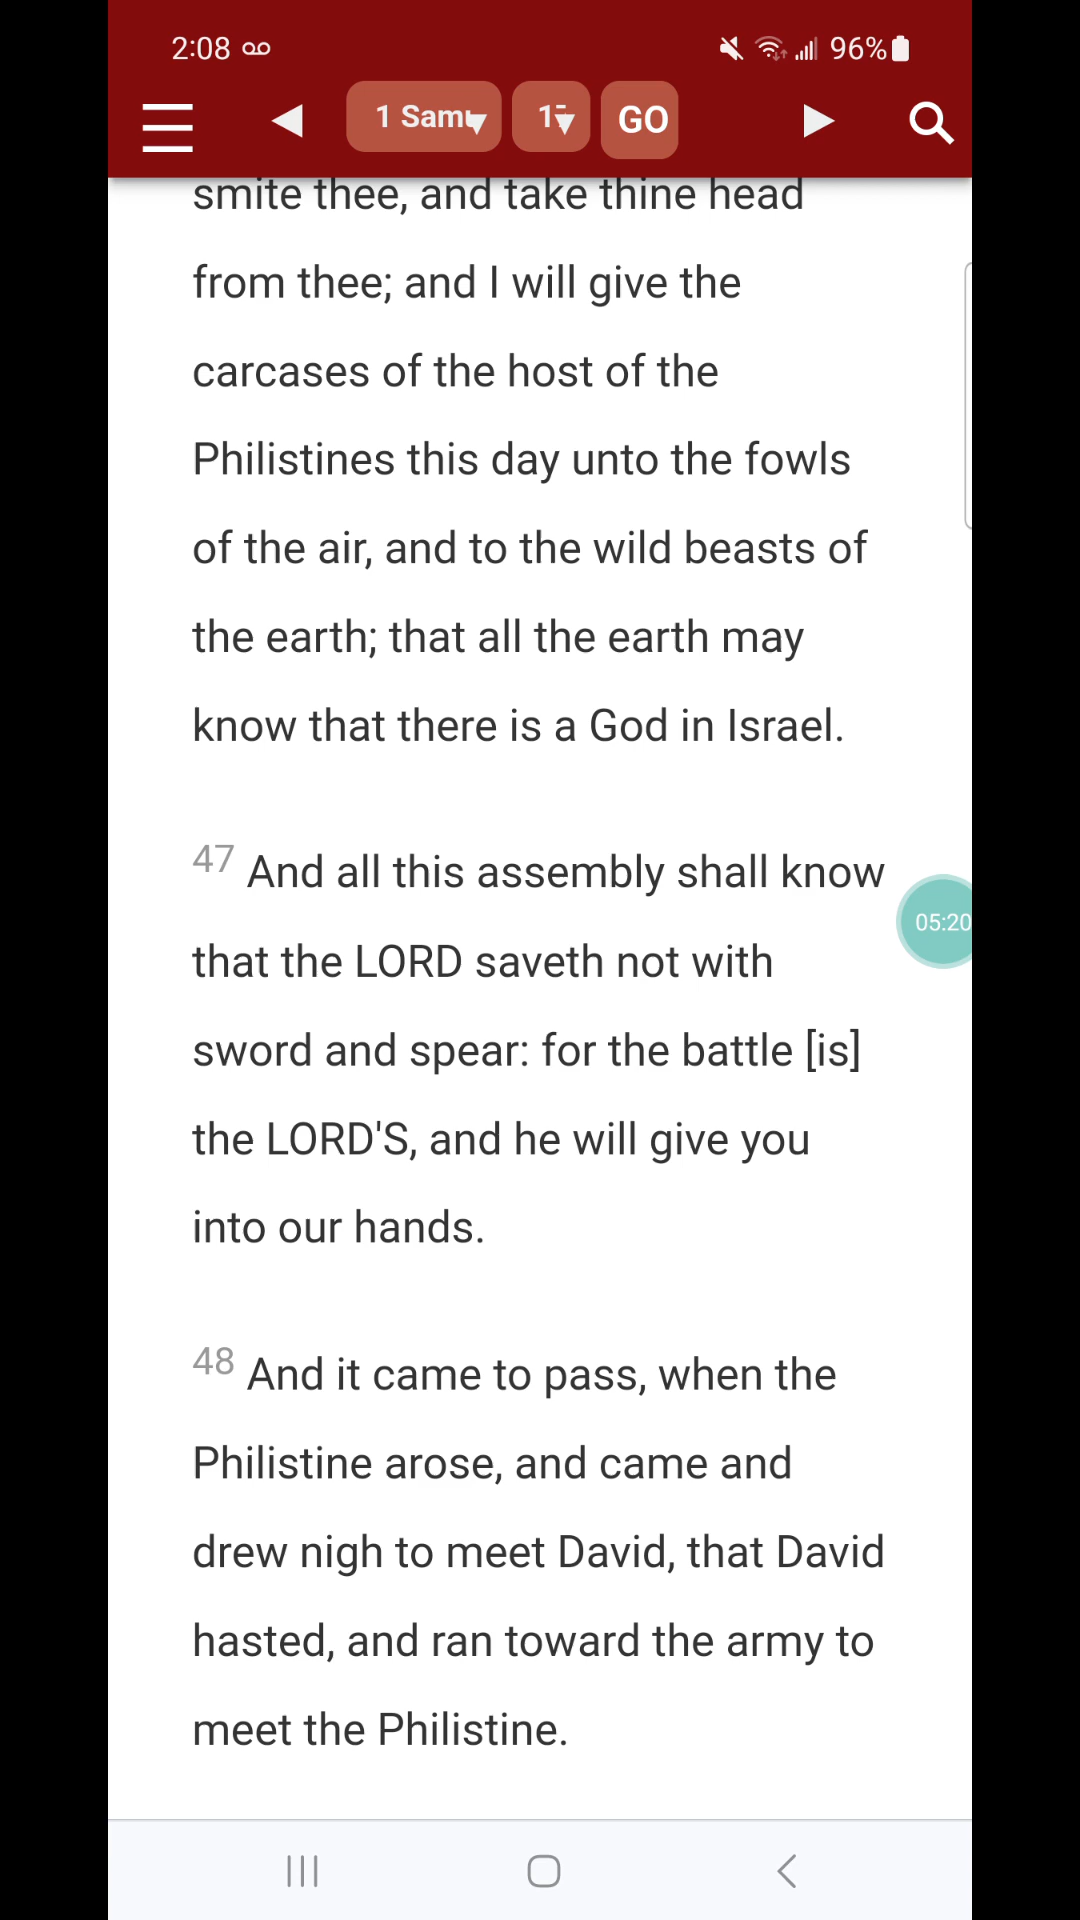 2:08 96%
1 Sam GO
smite thee, and take thine head
from thee; and I will give the
carcases of the host of the
Philistines this day unto the fowls
of the air, and to the wild beasts of
the earth; that all the earth may
know that there is a God in Israel.
47 And all this assembly shall know
that the LORD saveth not with
sword and spear: for the battle [is]
the LORD'S, and he will give you
into our hands.
05:20
48 And it came to pass, when the
Philistine arose, and came and
drew nigh to meet David, that David
hasted, and ran toward the army to
meet the Philistine.